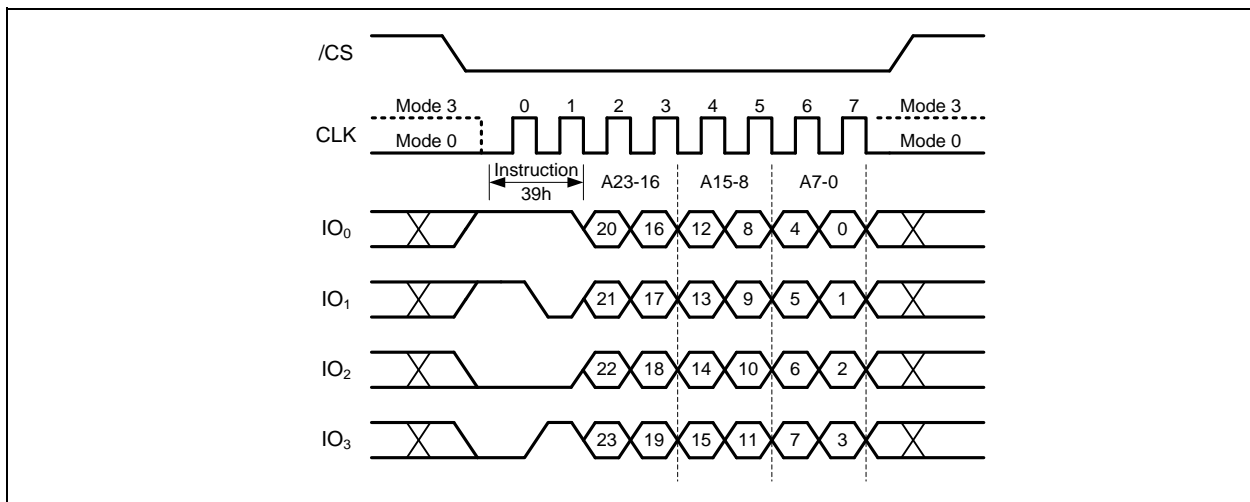 /CS
Mode 3 0 1 2 3 4 5 6 7 Mode 3
CLK Mode 0 Mode 0
Instruction
39h A23-16 A15-8 A7-0
IO0 20 16 12 8 4 0
IO1 21 17 13 9 5 1
IO2 22 18 14 10 6 2
IO3 23 19 15 11 7 3